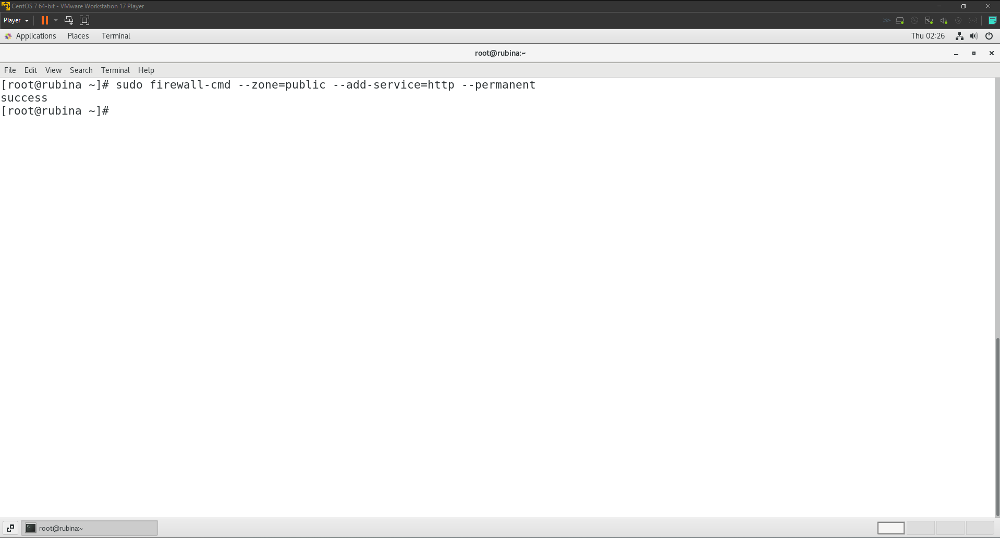 CentOS 7 64-bit - VMware Workstation 17 Player
Player
Applications Places Terminal Thu 02:26
root@rubina:~
File Edit View Search Terminal Help
[root@rubina ~]# sudo firewall-cmd --zone=public --add-service=http --permanent
success
[root@rubina ~]#
root@rubina:~